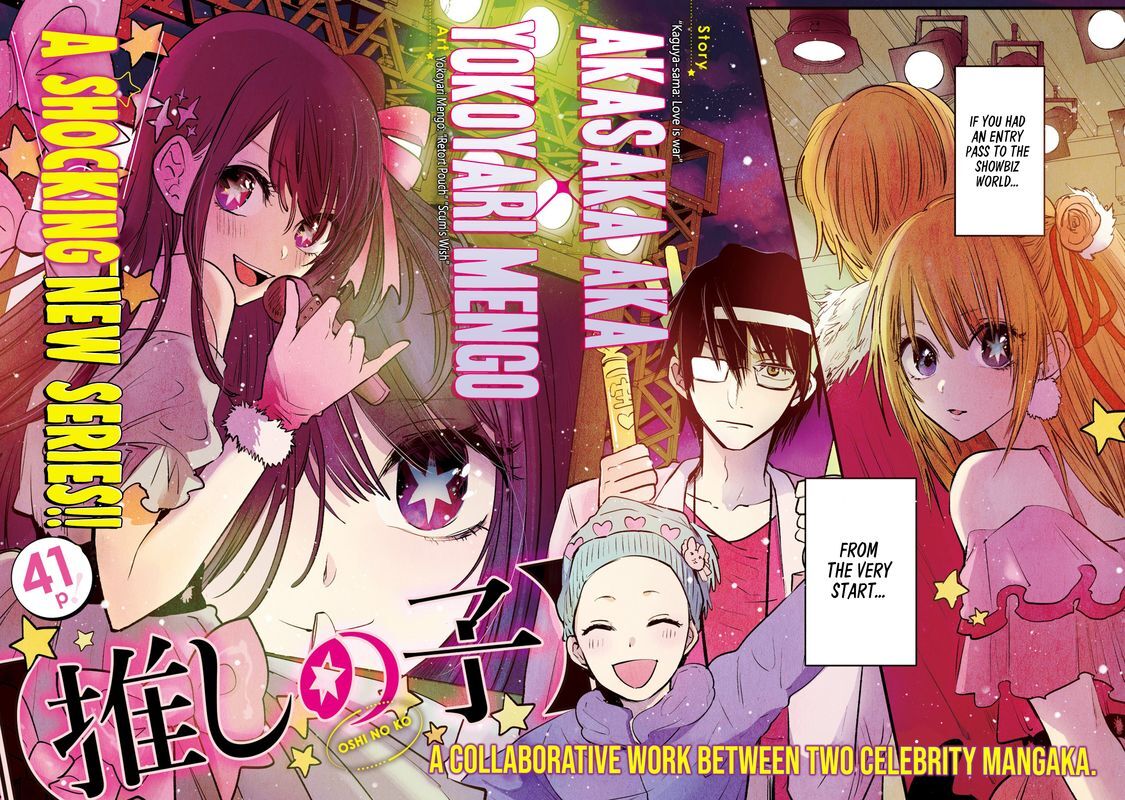 IF YOU HAD
AN ENTRY
PASS TO THE
SHOWBIZ
WORLD...
FROM
THE VERY
START...
Story
"Kaguya-sama: Love is war"
AKASAKA AKA
×
YOKOYARI MENGO
Art
Yokoyari Mengo: "Retort Pouch" "Scum's Wish"
A SHOCKING NEW SERIES!!
41
p!
【推しの子】
OSHI NO KO
A COLLABORATIVE WORK BETWEEN TWO CELEBRITY MANGAKA.